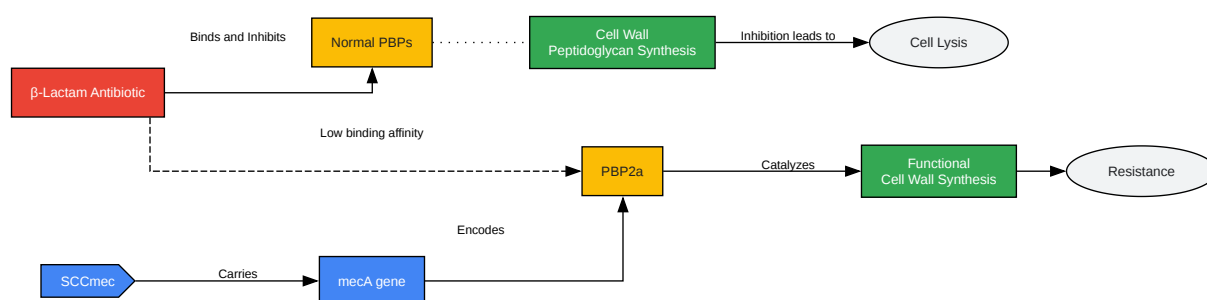 Binds and Inhibits
Normal PBPs
Cell Wall
Peptidoglycan Synthesis
Inhibition leads to
Cell Lysis
β-Lactam Antibiotic
Low binding affinity
PBP2a
Catalyzes
Functional
Cell Wall Synthesis
Resistance
Encodes
SCCmec
Carries
mecA gene